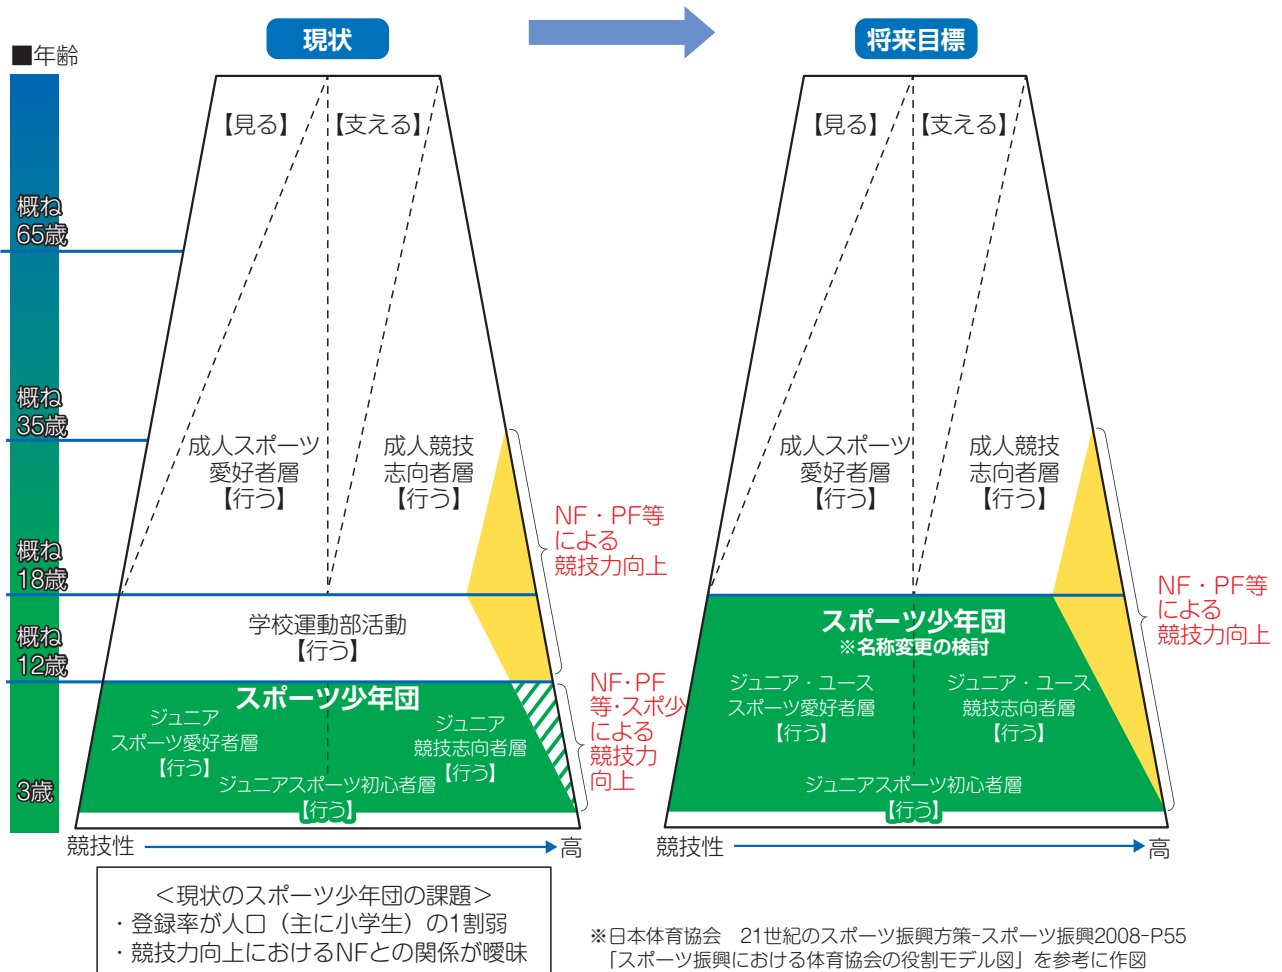 現状
将来目標
■年齢
概ね
65歳
概ね
35歳
概ね
18歳
概ね
12歳
3歳
【見る】
【支える】
成人スポーツ
愛好者層
【行う】
成人競技
志向者層
【行う】
NF・PF等
による
競技力向上
学校運動部活動
【行う】
スポーツ少年団
ジュニア
スポーツ愛好者層
【行う】
ジュニア
競技志向者層
【行う】
ジュニアスポーツ初心者層
【行う】
NF・PF
等・スポ少
による
競技力
向上
競技性
高
【見る】
【支える】
成人スポーツ
愛好者層
【行う】
成人競技
志向者層
【行う】
NF・PF等
による
競技力向上
スポーツ少年団
※名称変更の検討
ジュニア・ユース
スポーツ愛好者層
【行う】
ジュニア・ユース
競技志向者層
【行う】
ジュニアスポーツ初心者層
【行う】
競技性
高
＜現状のスポーツ少年団の課題＞
・登録率が人口（主に小学生）の1割弱
・競技力向上におけるNFとの関係が曖昧
※日本体育協会　21世紀のスポーツ振興方策-スポーツ振興2008-P55
「スポーツ振興における体育協会の役割モデル図」を参考に作図